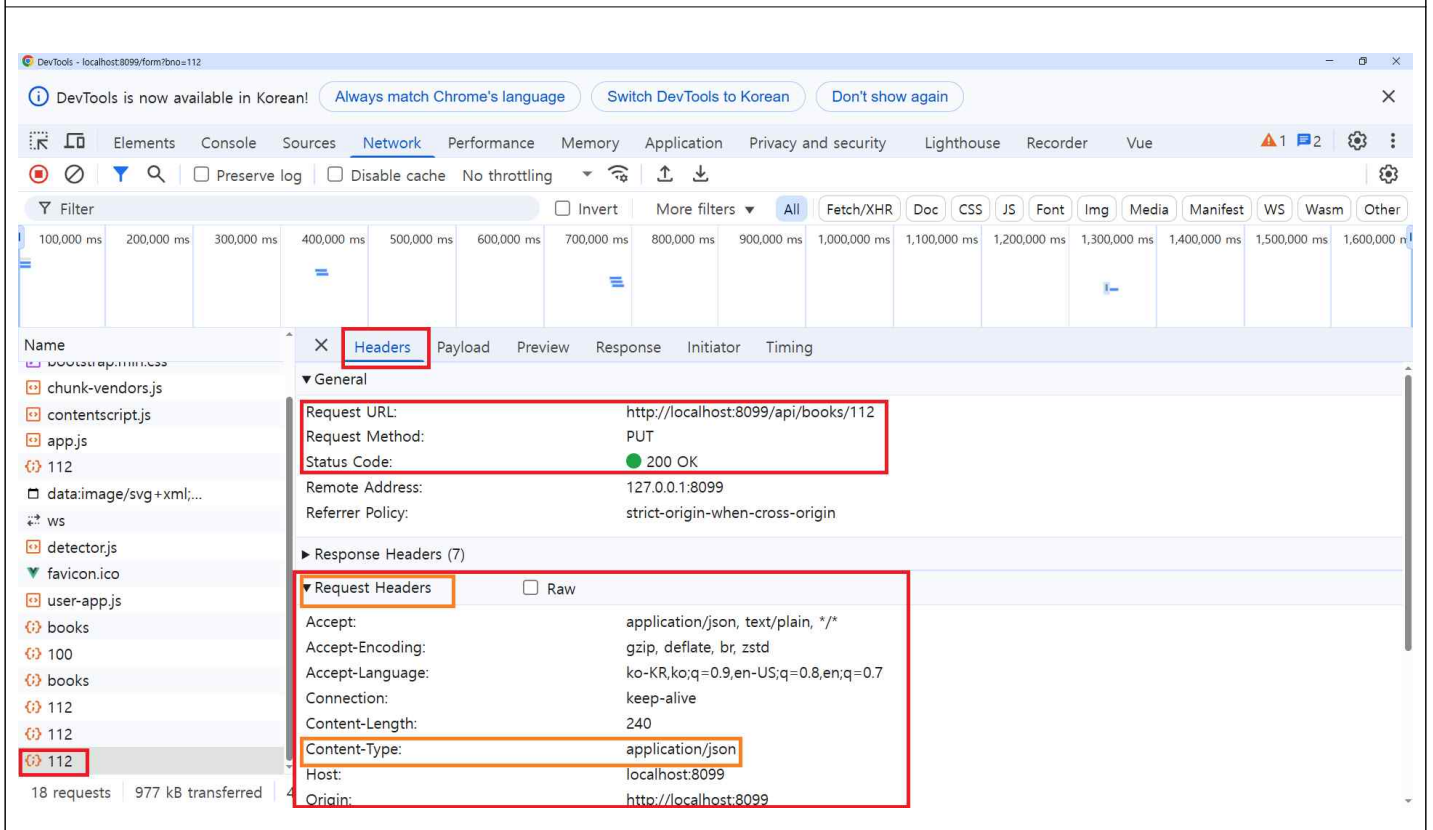 DevTools - localhost:8099/form?bno=112
DevTools is now available in Korean! Always match Chrome's language Switch DevTools to Korean Don't show again
Elements Console Sources Network Performance Memory Application Privacy and security Lighthouse Recorder Vue 1 2
Preserve log Disable cache No throttling
Filter Invert More filters All Fetch/XHR Doc CSS JS Font Img Media Manifest WS Wasm Other
100,000 ms 200,000 ms 300,000 ms 400,000 ms 500,000 ms 600,000 ms 700,000 ms 800,000 ms 900,000 ms 1,000,000 ms 1,100,000 ms 1,200,000 ms 1,300,000 ms 1,400,000 ms 1,500,000 ms 1,600,000
Name
bootstrap.min.css
chunk-vendors.js
contentscript.js
app.js
112
data:image/svg+xml;...
ws
detector.js
favicon.ico
user-app.js
books
100
books
112
112
112
18 requests 977 kB transferred
Headers Payload Preview Response Initiator Timing
General
Request URL: http://localhost:8099/api/books/112
Request Method: PUT
Status Code: 200 OK
Remote Address: 127.0.0.1:8099
Referrer Policy: strict-origin-when-cross-origin
Response Headers (7)
Request Headers Raw
Accept: application/json, text/plain, */*
Accept-Encoding: gzip, deflate, br, zstd
Accept-Language: ko-KR,ko;q=0.9,en-US;q=0.8,en;q=0.7
Connection: keep-alive
Content-Length: 240
Content-Type: application/json
Host: localhost:8099
Origin: http://localhost:8099